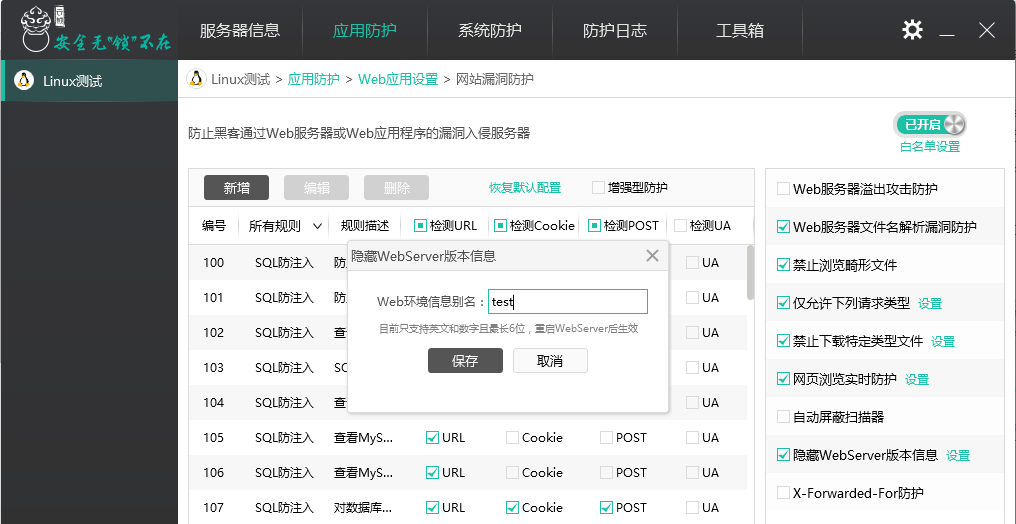 安全无“锁”不在
服务器信息
应用防护
系统防护
防护日志
工具箱
Linux测试
Linux测试 > 应用防护 > Web应用设置 > 网站漏洞防护
防止黑客通过Web服务器或Web应用程序的漏洞入侵服务器
已开启
白名单设置
新增 编辑 删除 恢复默认配置 增强型防护
编号 所有规则 规则描述 检测URL 检测Cookie 检测POST 检测UA
100 SQL防注入 防 UA
101 SQL防注入 防 UA
102 SQL防注入 查看 UA
103 SQL防注入 UA
104 SQL防注入 查看 UA
105 SQL防注入 查看MyS... URL Cookie POST UA
106 SQL防注入 查看MyS... URL Cookie POST UA
107 SQL防注入 对数据库... URL Cookie POST UA
隐藏WebServer版本信息
Web环境信息别名：test
目前只支持英文和数字且最长6位，重启WebServer后生效
保存 取消
Web服务器溢出攻击防护
Web服务器文件名解析漏洞防护
禁止浏览畸形文件
仅允许下列请求类型 设置
禁止下载特定类型文件 设置
网页浏览实时防护 设置
自动屏蔽扫描器
隐藏WebServer版本信息 设置
X-Forwarded-For防护